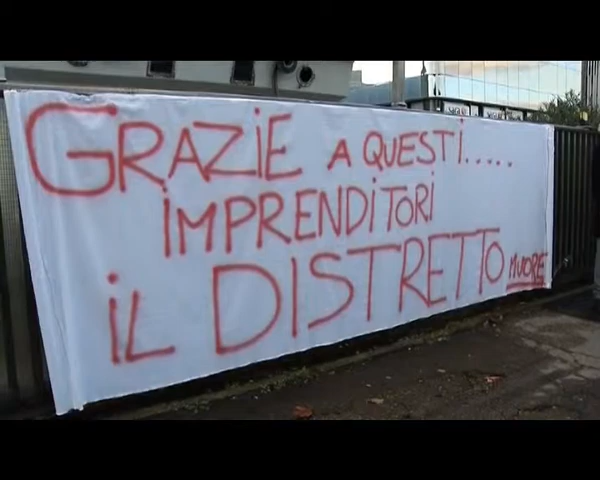 GRAZiE A QUESTi.....
iMPRENDiTORi
iL DISTRETTO MUORE